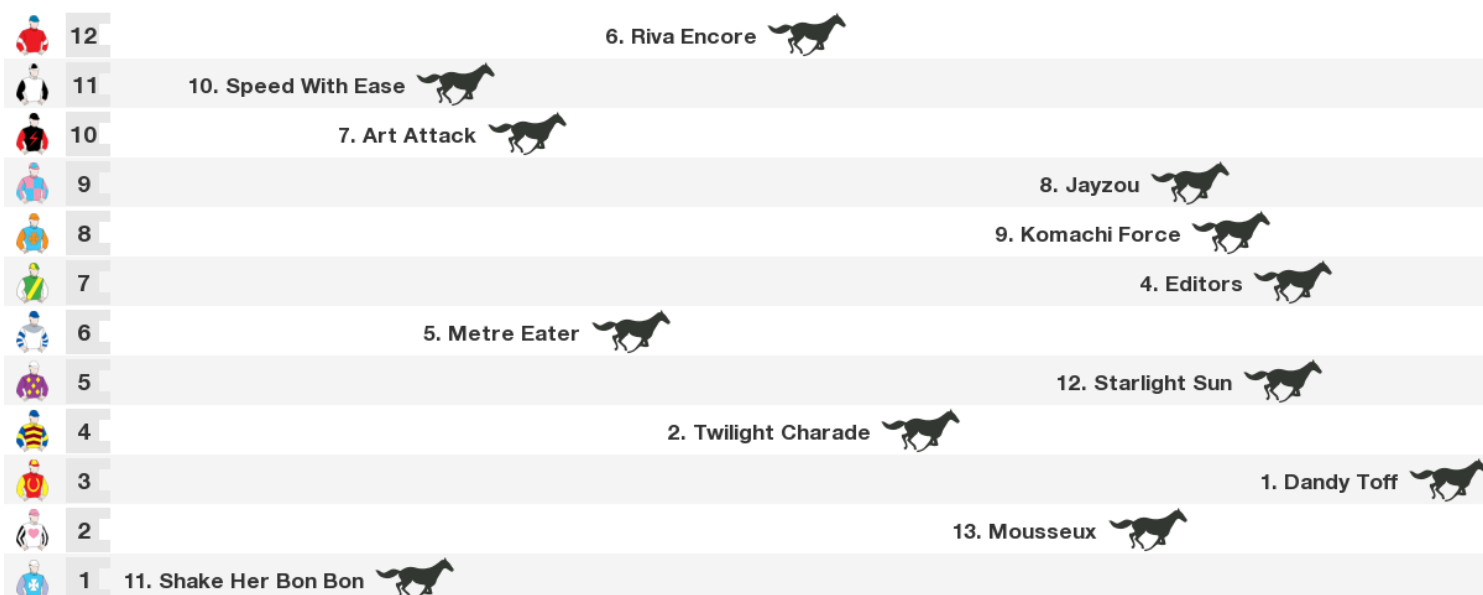 12 6. Riva Encore
11 10. Speed With Ease
10 7. Art Attack
9 8. Jayzou
8 9. Komachi Force
7 4. Editors
6 5. Metre Eater
5 12. Starlight Sun
4 2. Twilight Charade
3 1. Dandy Toff
2 13. Mousseux
1 11. Shake Her Bon Bon